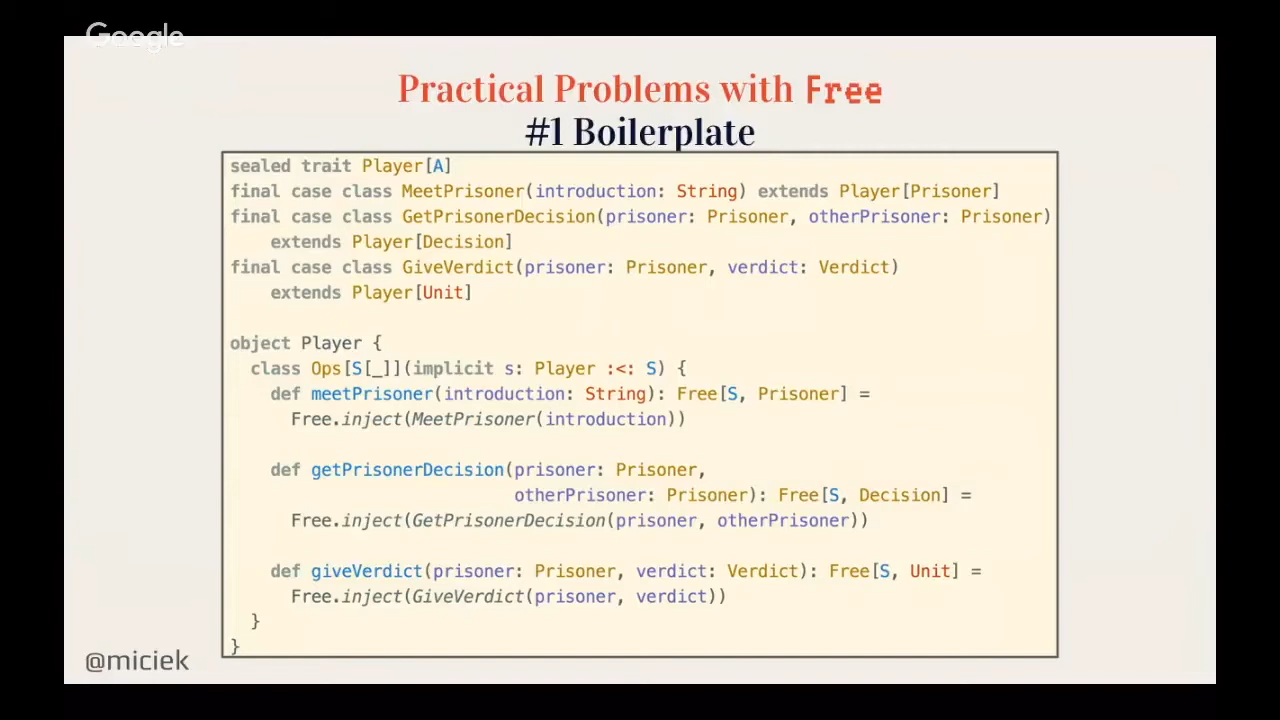 Google
Practical Problems with Free
#1 Boilerplate
sealed trait Player[A]
final case class MeetPrisoner(introduction: String) extends Player[Prisoner]
final case class GetPrisonerDecision(prisoner: Prisoner, otherPrisoner: Prisoner)
    extends Player[Decision]
final case class GiveVerdict(prisoner: Prisoner, verdict: Verdict)
    extends Player[Unit]

object Player {
  class Ops[S[_]](implicit s: Player :<: S) {
    def meetPrisoner(introduction: String): Free[S, Prisoner] =
      Free.inject(MeetPrisoner(introduction))

    def getPrisonerDecision(prisoner: Prisoner,
                            otherPrisoner: Prisoner): Free[S, Decision] =
      Free.inject(GetPrisonerDecision(prisoner, otherPrisoner))

    def giveVerdict(prisoner: Prisoner, verdict: Verdict): Free[S, Unit] =
      Free.inject(GiveVerdict(prisoner, verdict))
  }
}
@miciek